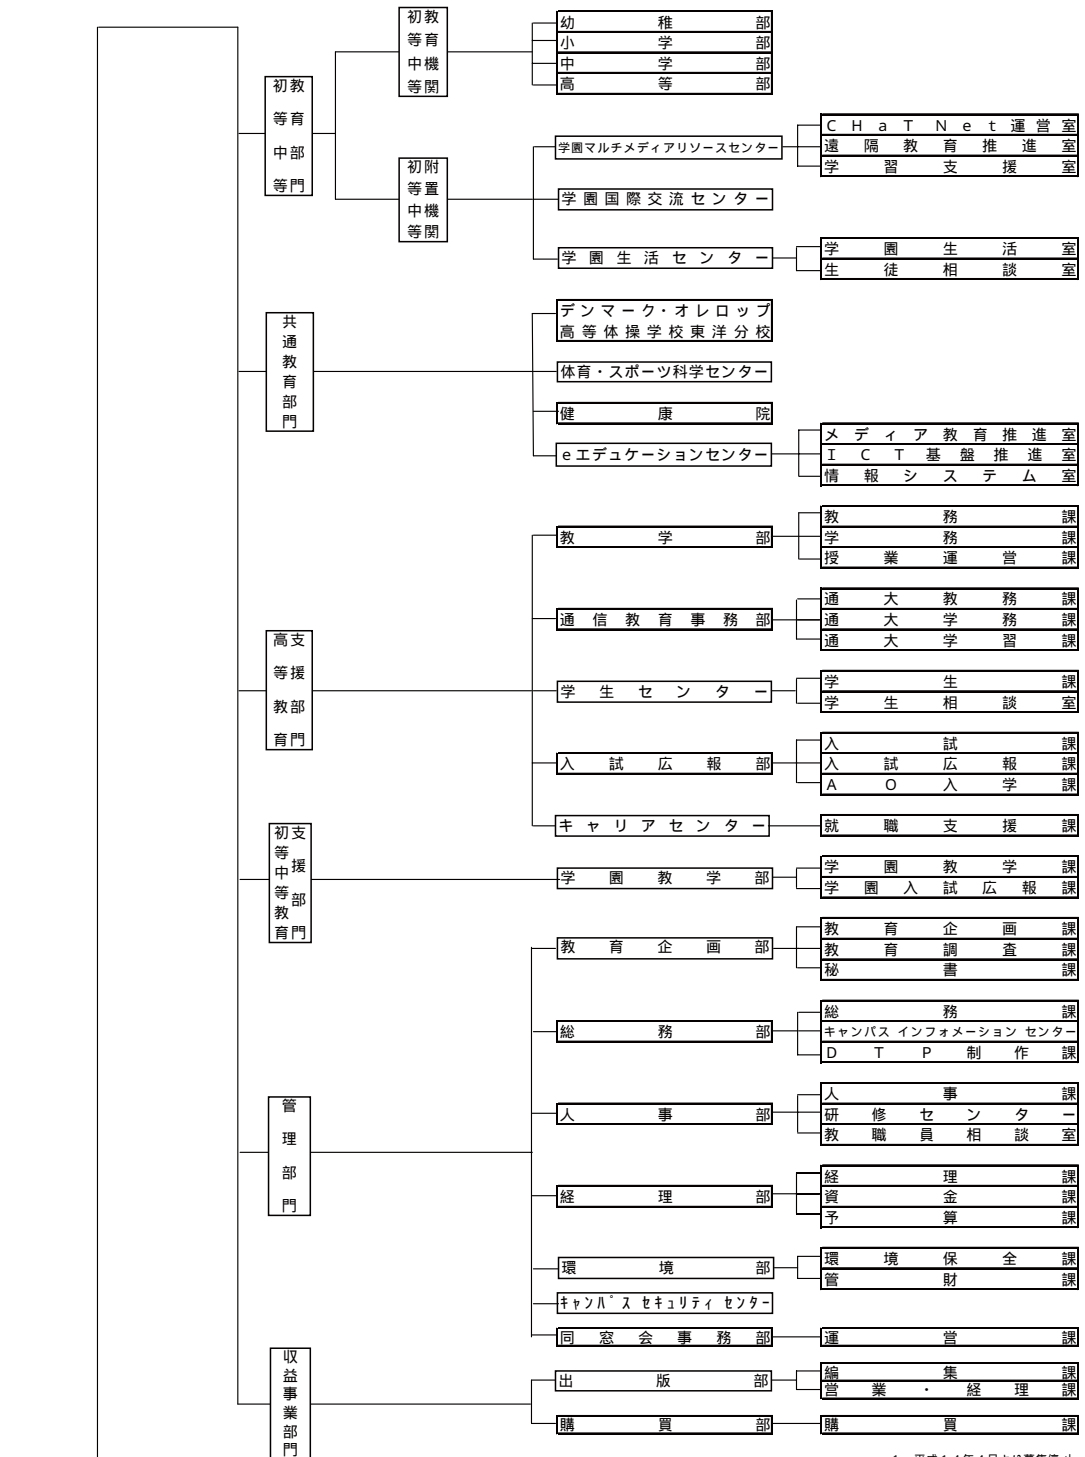 初等中等教育機関
幼稚部
小学部
中学部
高等部
初等中等部門教育
初等中等附置機関
学園マルチメディアリソースセンター
CHaT Net運営室
遠隔教育推進室
学習支援室
学園国際交流センター
学園生活センター
学園生活室
生徒相談室
共通教育部門
デンマーク・オレロップ
高等体操学校東洋分校
体育・スポーツ科学センター
健康院
eエデュケーションセンター
メディア教育推進室
ICT基盤推進室
情報システム室
高等教育支援部門
教学部
教務課
学務課
授業運営課
通信教育事務部
通大教務課
通大学務課
通大学習課
学生センター
学生課
学生相談室
入試広報部
入試課
入試広報課
AO入学課
キャリアセンター
就職支援課
初等中等教育支援部門
学園教学部
学園教学課
学園入試広報課
管理部門
教育企画部
教育企画課
教育調査課
秘書課
総務部
総務課
キャンパス インフォメーション センター
DTP制作課
人事部
人事課
研修センター
教職員相談室
経理部
経理課
資金課
予算課
環境部
環境保全課
管財課
キャンパス セキュリティ センター
同窓会事務部
運営課
収益事業部門
出版部
編集課
営業・経理課
購買部
購買課